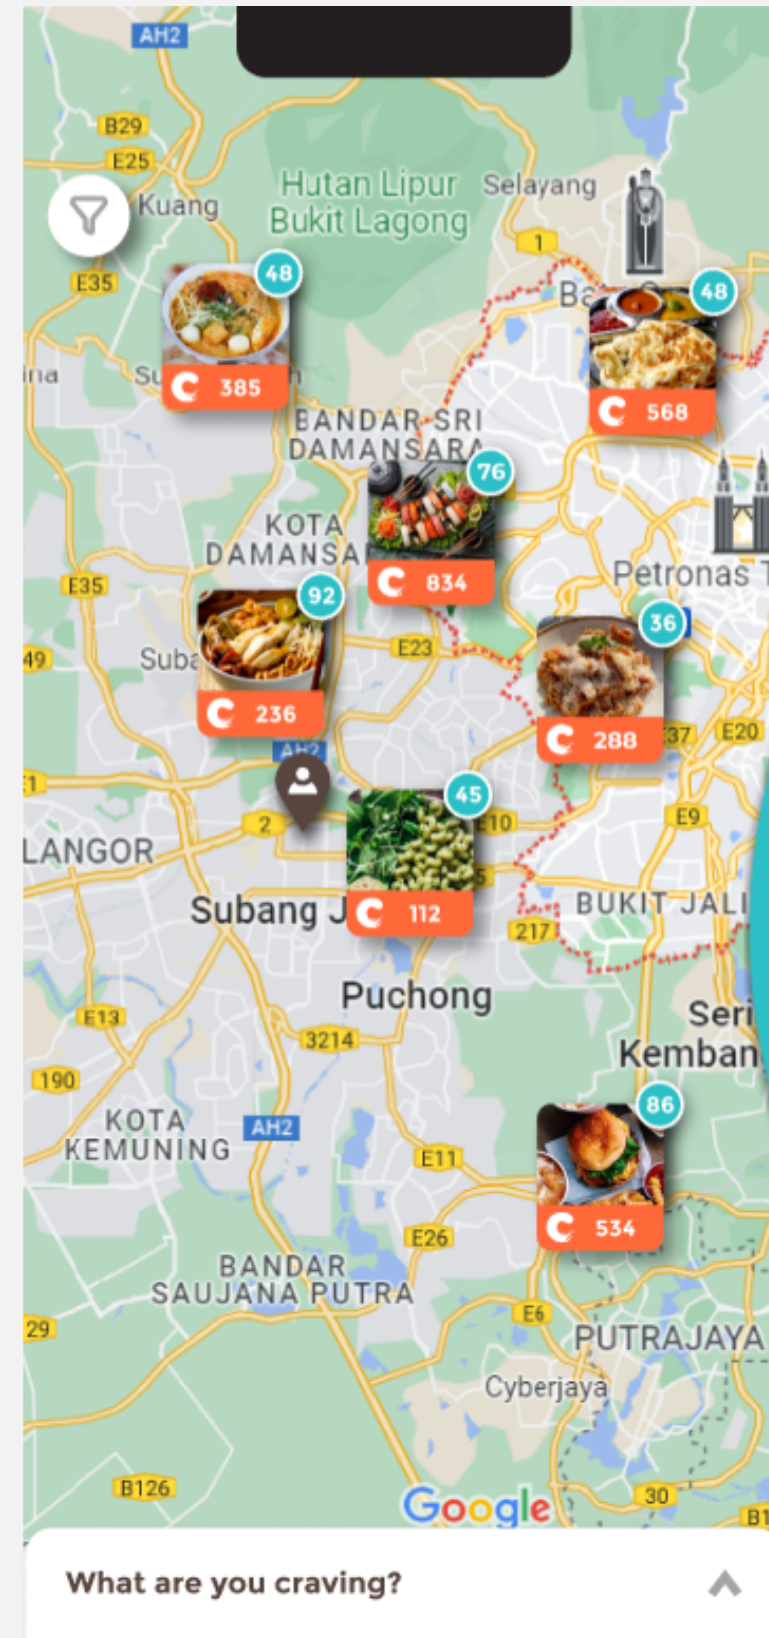 AH2
B29
E25
Hutan Lipur
Bukit Lagong
Selayang
Kuang
1
E35
48
48
385
568
BANDAR SRI
DAMANSARA
76
KOTA
834
Petronas
E35
92
36
49
E23
236
288
37
E20
AH2
45
2
E10
E9
LANGOR
112
Subang J
BUKIT JALI
217
Puchong
E13
Seri
3214
Kemban
190
86
KOTA
KEMUNING
AH2
E11
534
E26
BANDAR
SAUJANA PUTRA
29
E6
PUTRAJAYA
Cyberjaya
B126
30
Google
B1
What are you craving?